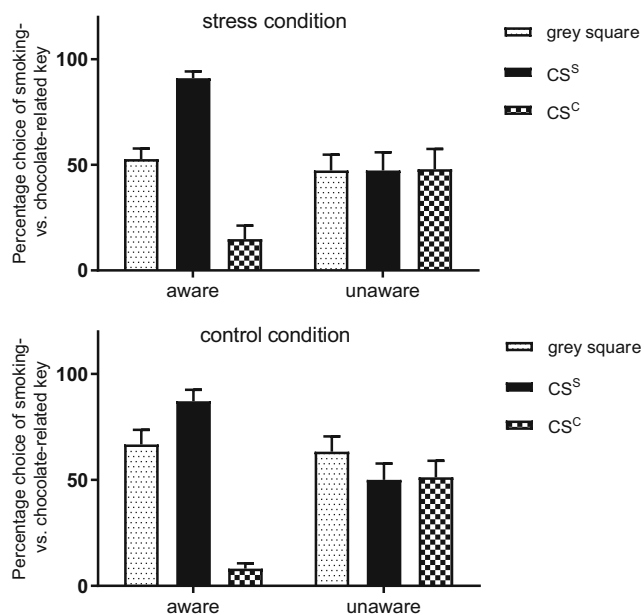 stress condition
Percentage choice of smoking-
vs. chocolate-related key
100
50
0
aware
unaware
grey square
CS^S
CS^C
control condition
Percentage choice of smoking-
vs. chocolate-related key
100
50
0
aware
unaware
grey square
CS^S
CS^C